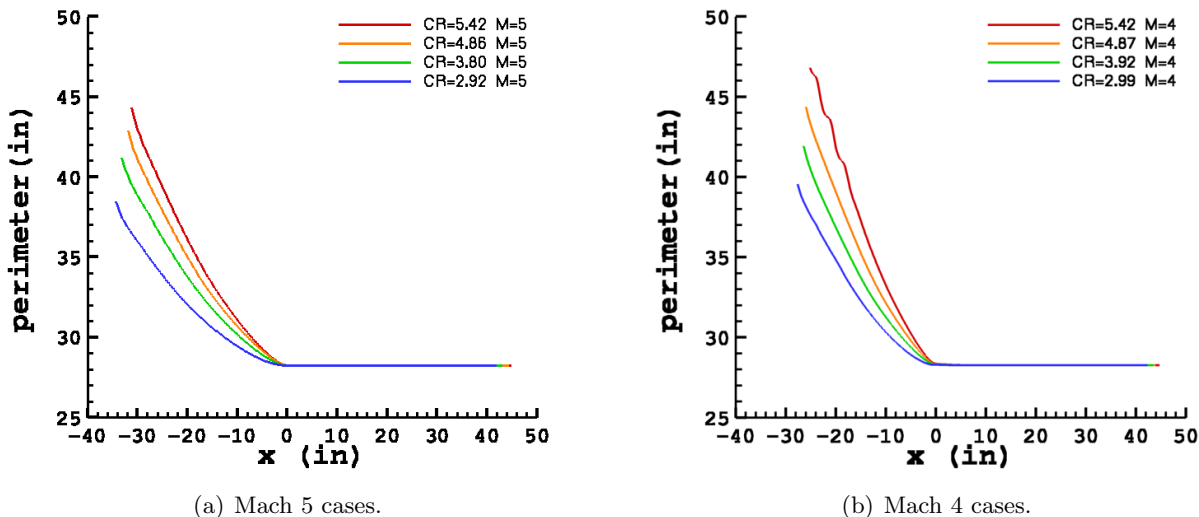 50
45
40
35
30
25
perimeter(in)
-40 -30 -20 -10 0 10 20 30 40 50
x (in)
CR=5.42 M=5
CR=4.86 M=5
CR=3.80 M=5
CR=2.92 M=5
(a) Mach 5 cases.
50
45
40
35
30
25
perimeter(in)
-40 -30 -20 -10 0 10 20 30 40 50
x (in)
CR=5.42 M=4
CR=4.87 M=4
CR=3.92 M=4
CR=2.99 M=4
(b) Mach 4 cases.